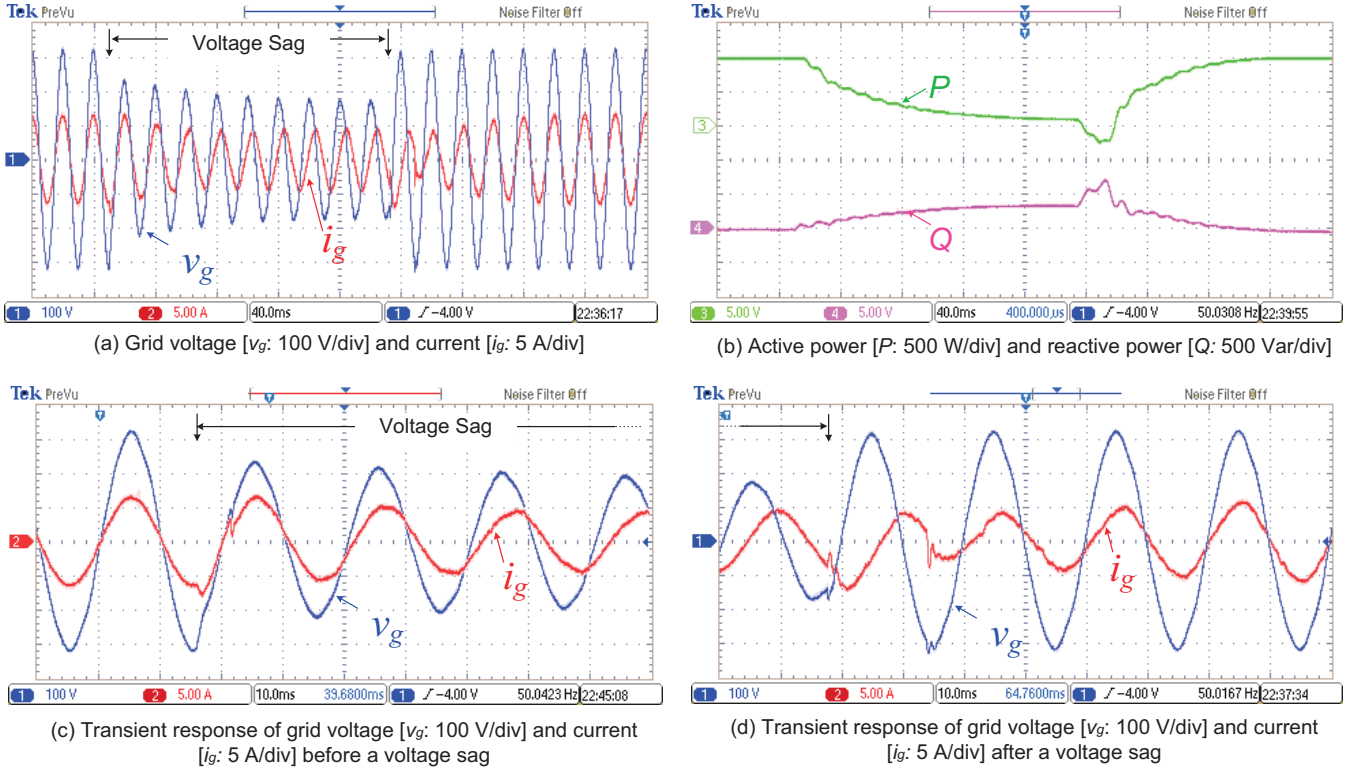 Tek PreVu Noise Filter Off
Voltage Sag
1
ig
vg
1 100 V 2 5.00 A 40.0ms 1 ∫ −4.00 V 22:36:17
(a) Grid voltage [vg: 100 V/div] and current [ig: 5 A/div]
Tek PreVu Noise Filter Off
T
T
3
P
4
Q
3 5.00 V 4 5.00 V 40.0ms 400.000µs 1 ∫ −4.00 V 50.0308 Hz 22:39:55
(b) Active power [P: 500 W/div] and reactive power [Q: 500 Var/div]
Tek PreVu Noise Filter Off
T
T
Voltage Sag
2
ig
vg
1 100 V 2 5.00 A 10.0ms 39.6800ms 1 ∫ −4.00 V 50.0423 Hz 22:45:08
(c) Transient response of grid voltage [vg: 100 V/div] and current
[ig: 5 A/div] before a voltage sag
Tek PreVu Noise Filter Off
T
T
1
ig
vg
1 100 V 2 5.00 A 10.0ms 64.7600ms 1 ∫ −4.00 V 50.0167 Hz 22:37:34
(d) Transient response of grid voltage [vg: 100 V/div] and current
[ig: 5 A/div] after a voltage sag